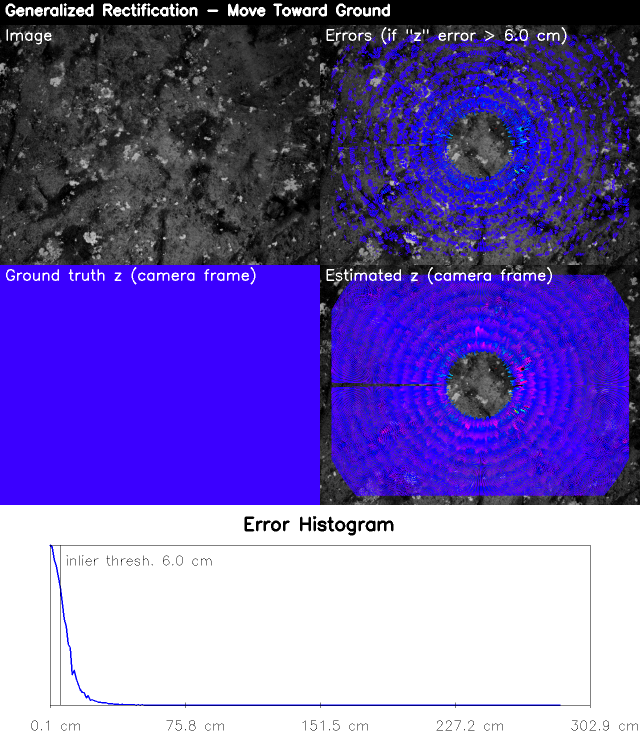 Generalized Rectification - Move Toward Ground
Image
Errors (if "z" error > 6.0 cm)
Ground truth z (camera frame)
Estimated z (camera frame)
Error Histogram
inlier thresh. 6.0 cm
0.1 cm
75.8 cm
151.5 cm
227.2 cm
302.9 cm